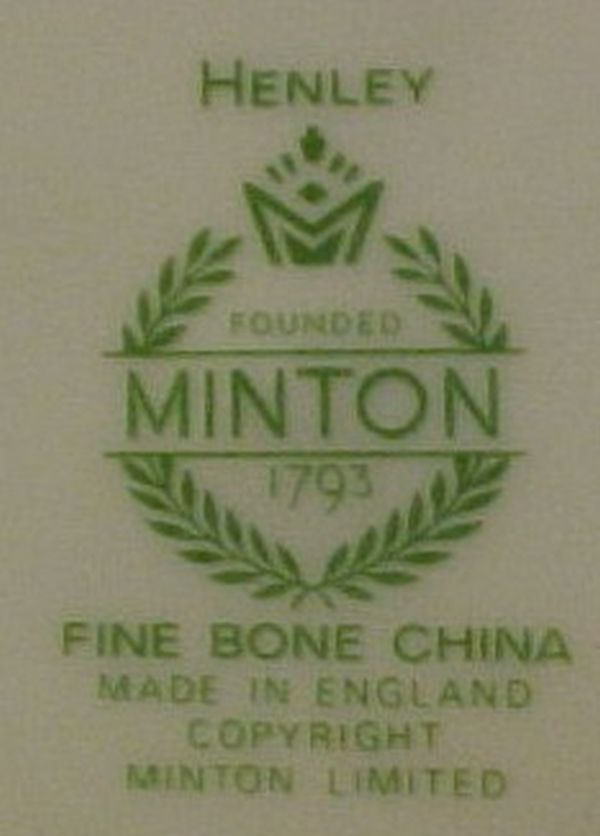 HENLEY
FOUNDED
MINTON
1793
FINE BONE CHINA
MADE IN ENGLAND
COPYRIGHT
MINTON LIMITED